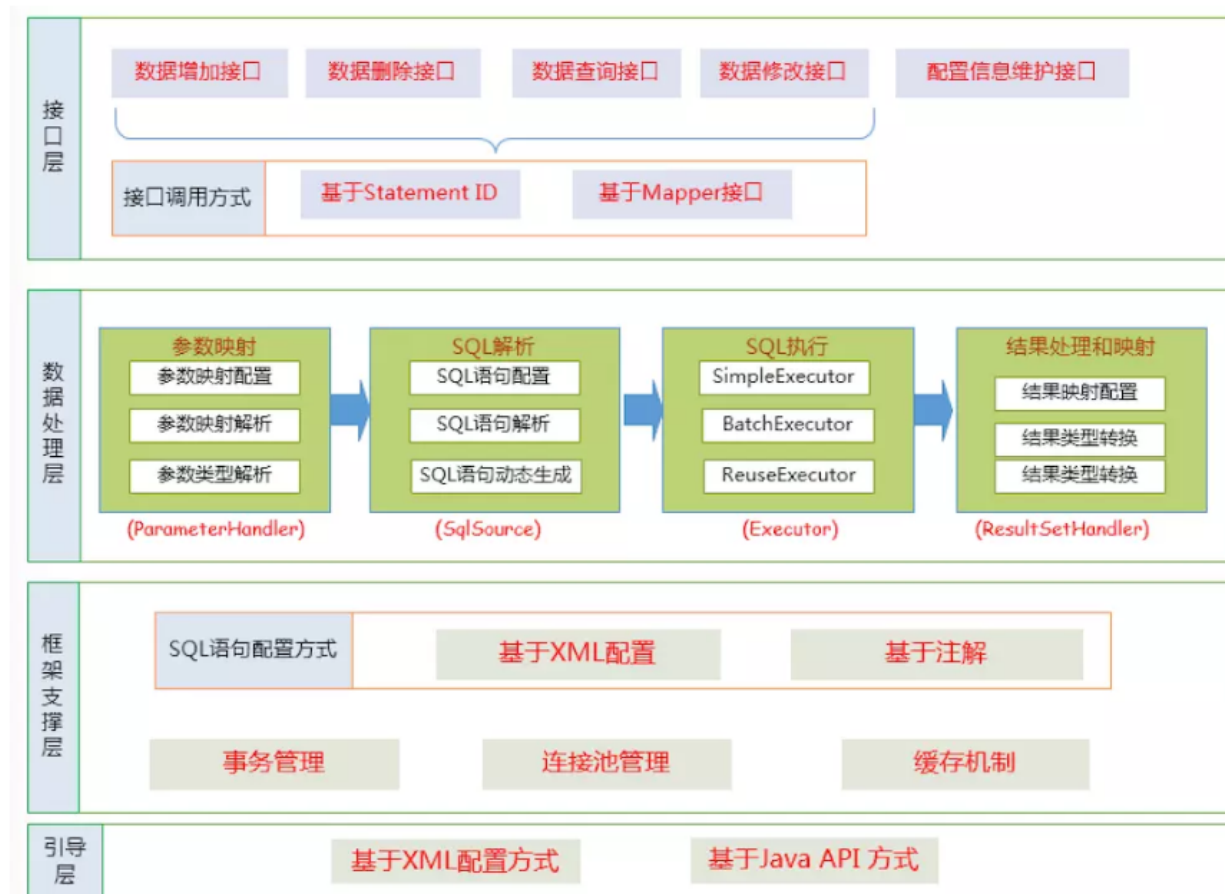 接口层
数据增加接口
数据删除接口
数据查询接口
数据修改接口
配置信息维护接口
接口调用方式
基于Statement ID
基于Mapper接口
数据处理层
参数映射
参数映射配置
参数映射解析
参数类型解析
(ParameterHandler)
SQL解析
SQL语句配置
SQL语句解析
SQL语句动态生成
(SqlSource)
SQL执行
SimpleExecutor
BatchExecutor
ReuseExecutor
(Executor)
结果处理和映射
结果映射配置
结果类型转换
结果类型转换
(ResultSetHandler)
框架支撑层
SQL语句配置方式
基于XML配置
基于注解
事务管理
连接池管理
缓存机制
引导层
基于XML配置方式
基于Java API 方式